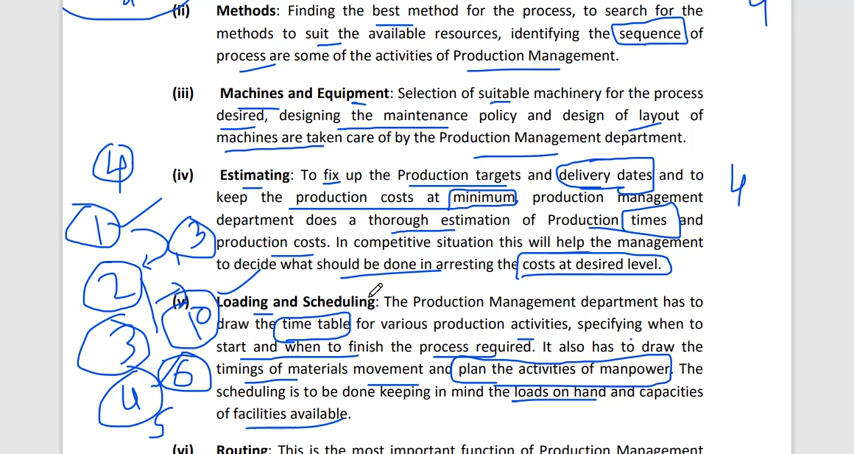 (ii) Methods: Finding the best method for the process, to search for the
methods to suit the available resources, identifying the sequence of
process are some of the activities of Production Management.
(iii) Machines and Equipment: Selection of suitable machinery for the process
desired, designing the maintenance policy and design of layout of
machines are taken care of by the Production Management department.
4
(iv) Estimating: To fix up the Production targets and delivery dates and to
keep the production costs at minimum, production management
4
department does a thorough estimation of Production times and
1
3
production costs. In competitive situation this will help the management
to decide what should be done in arresting the costs at desired level.
2
(v) Loading and Scheduling: The Production Management department has to
10
draw the time table for various production activities, specifying when to
3
start and when to finish the process required. It also has to draw the
timings of materials movement and plan the activities of manpower. The
6
scheduling is to be done keeping in mind the loads on hand and capacities
4
of facilities available.
5
(vi) Routing: This is the most important function of Production Management